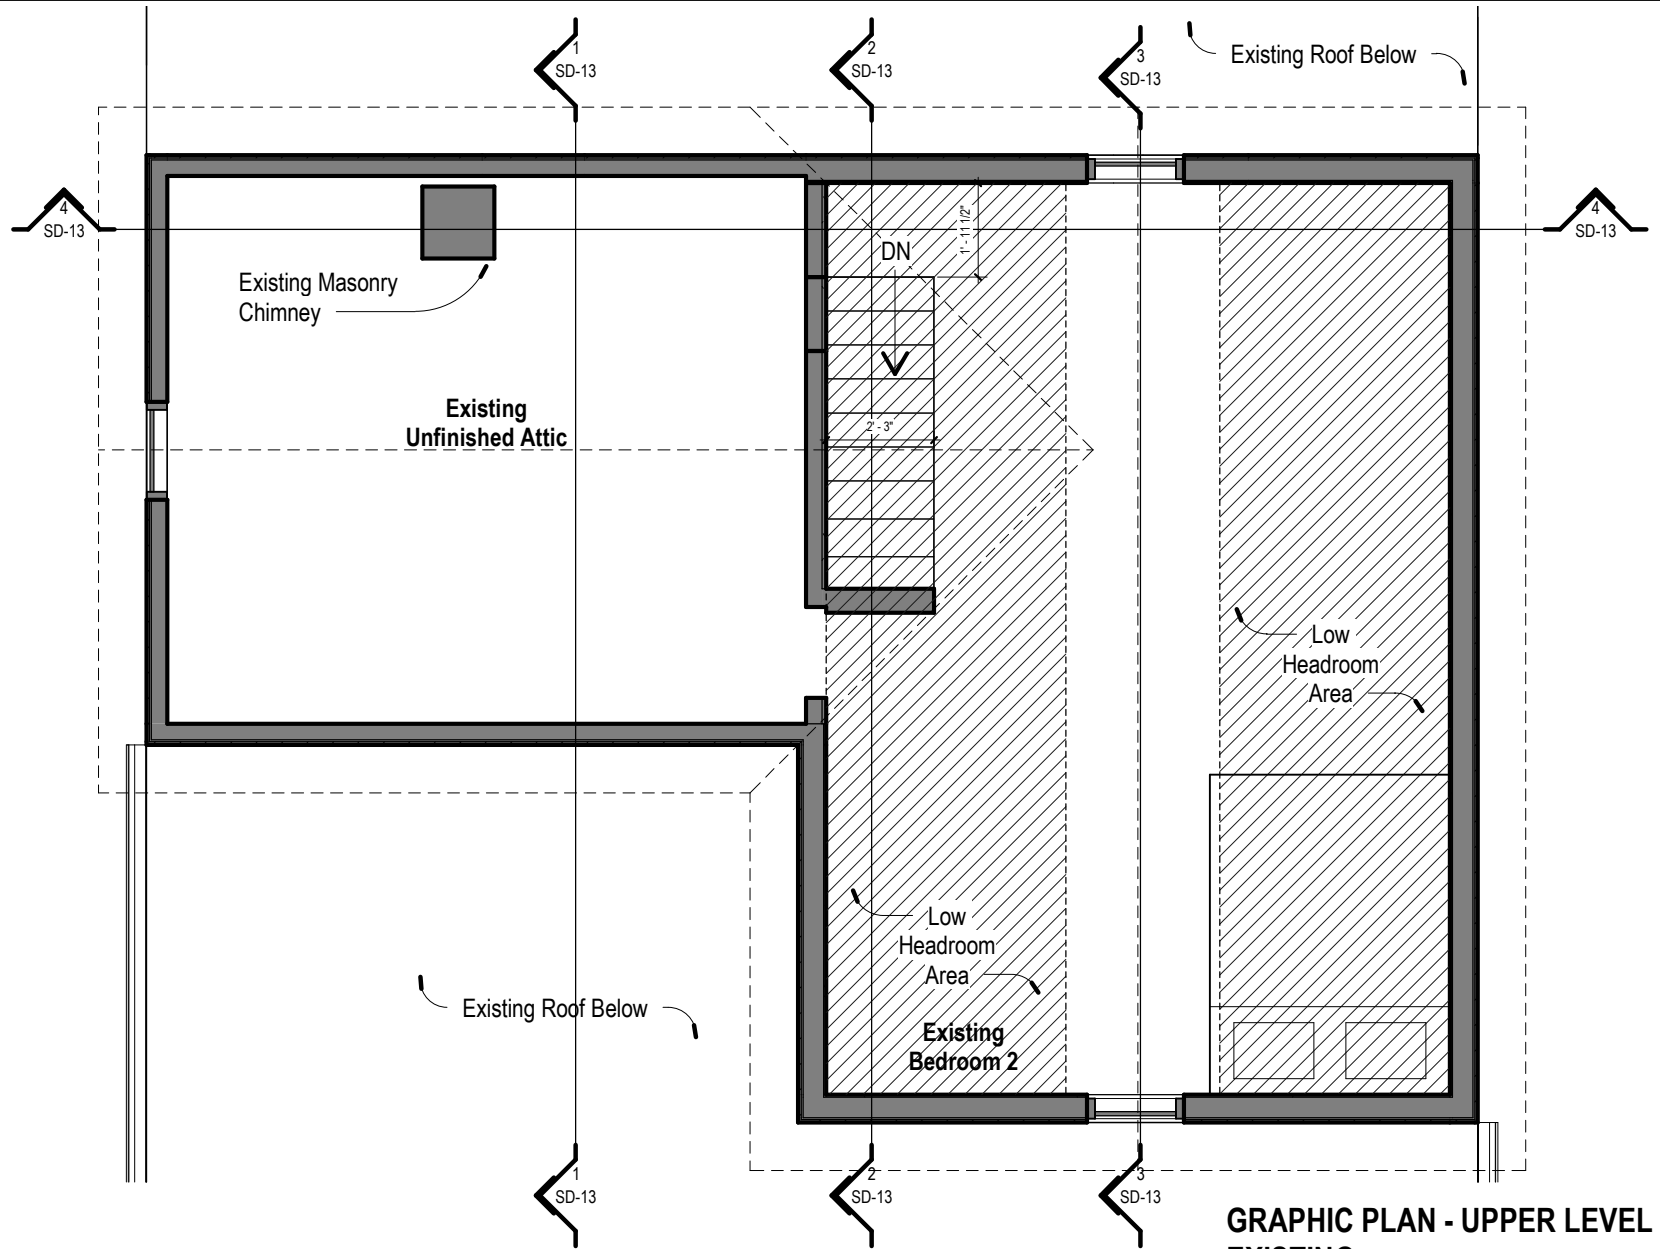 1
SD-13
2
SD-13
3
SD-13
Existing Roof Below
4
SD-13
4
SD-13
1' - 11 1/2"
DN
Existing Masonry
Chimney
Existing
Unfinished Attic
2' - 3"
Low
Headroom
Area
Low
Headroom
Area
Existing Roof Below
Existing
Bedroom 2
1
SD-13
2
SD-13
3
SD-13
GRAPHIC PLAN - UPPER LEVEL
EXISTING